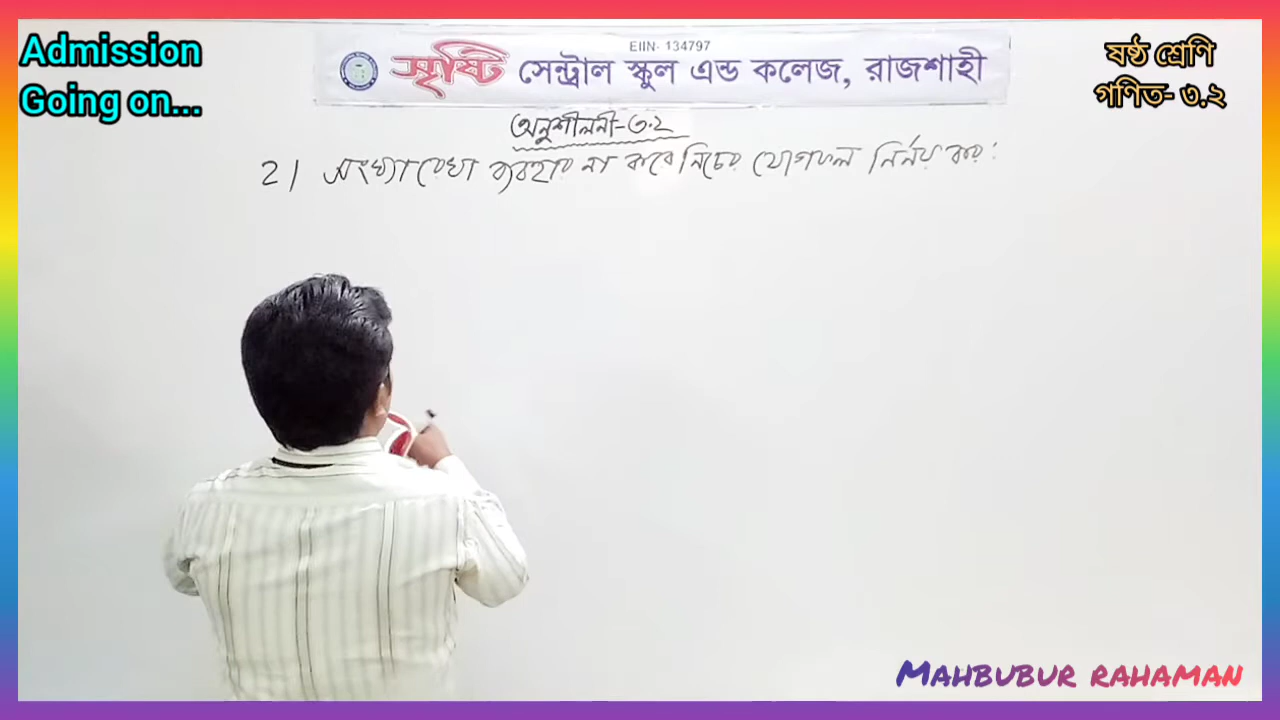 Admission
Going on...
EIIN- 134797
সৃষ্টি সেন্ট্রাল স্কুল এন্ড কলেজ, রাজশাহী
ষষ্ঠ শ্রেণি
গণিত- ৩.২
অনুশীলনী-৩.২
২। সংখ্যারেখা ব্যবহার না করে নিচের যোগফল নির্ণয় কর:
MAHBUBUR RAHAMAN